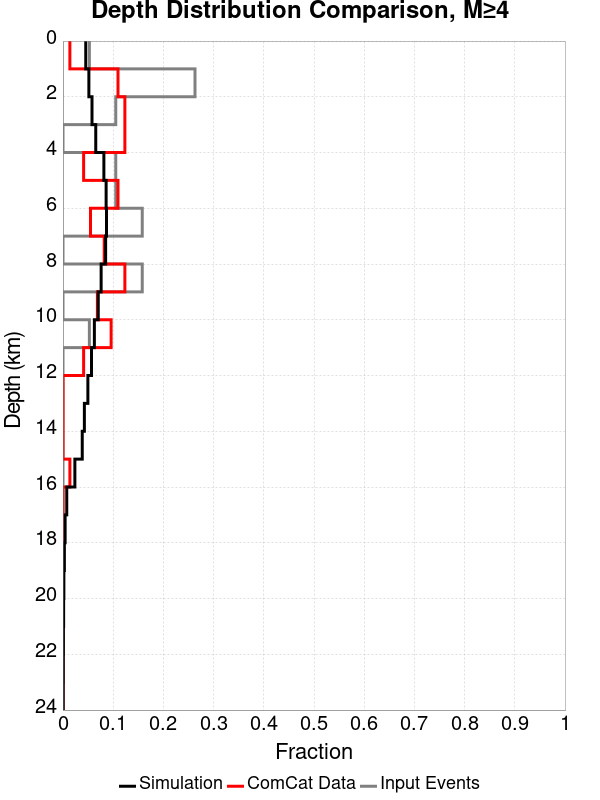 Depth Distribution Comparison, M≥4
0
2
4
6
8
10
12
14
16
18
20
22
24
Depth (km)
0 0.1 0.2 0.3 0.4 0.5 0.6 0.7 0.8 0.9 1
Fraction
Simulation ComCat Data Input Events